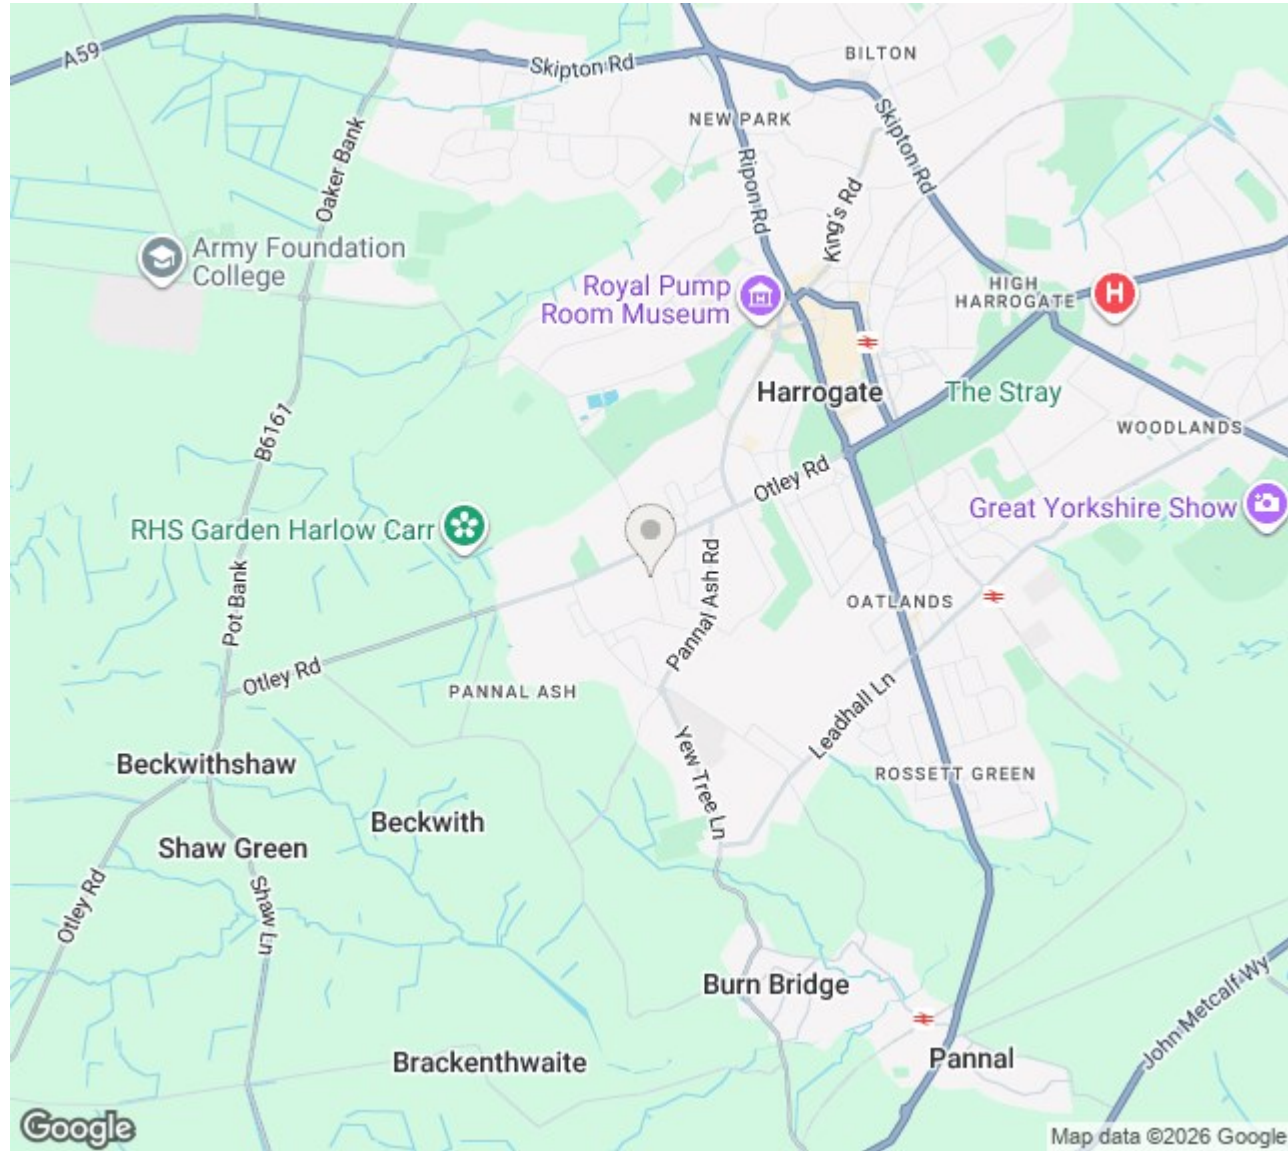 A59
Skipton Rd
BILTON
NEW PARK
Skipton Rd
Oaker Bank
Ripon Rd
King's Rd
Army Foundation
College
Royal Pump
Room Museum
HIGH
HARROGATE
H
Harrogate
The Stray
WOODLANDS
B6161
Otley Rd
RHS Garden Harlow Carr
Great Yorkshire Show
Pot Bank
Pannal Ash Rd
OATLANDS
Otley Rd
PANNAL ASH
Leadhall Ln
Yew Tree Ln
Beckwithshaw
ROSSETT GREEN
Beckwith
Shaw Green
Otley Rd
Shaw Ln
Burn Bridge
John Metcalf Wy
Pannal
Brackenthwaite
Google
Map data ©2026 Google